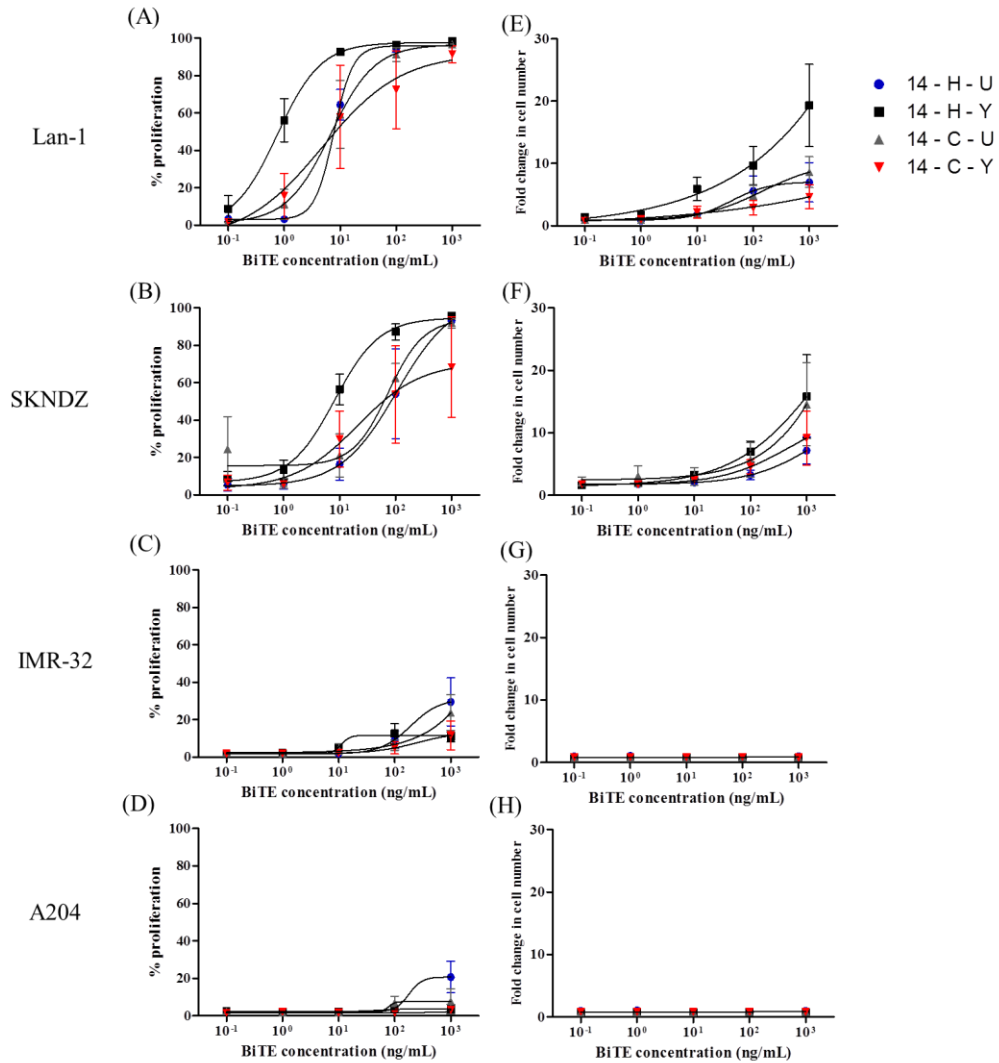 (A)
Lan-1
% proliferation
100
80
60
40
20
0
10-1 100 101 102 103
BiTE concentration (ng/mL)
(E)
Fold change in cell number
30
20
10
0
10-1 100 101 102 103
BiTE concentration (ng/mL)
14 - H - U
14 - H - Y
14 - C - U
14 - C - Y
(B)
SKNDZ
% proliferation
100
80
60
40
20
0
10-1 100 101 102 103
BiTE concentration (ng/mL)
(F)
Fold change in cell number
30
20
10
0
10-1 100 101 102 103
BiTE concentration (ng/mL)
(C)
IMR-32
% proliferation
100
80
60
40
20
0
10-1 100 101 102 103
BiTE concentration (ng/mL)
(G)
Fold change in cell number
30
20
10
0
10-1 100 101 102 103
BiTE concentration (ng/mL)
(D)
A204
% proliferation
100
80
60
40
20
0
10-1 100 101 102 103
BiTE concentration (ng/mL)
(H)
Fold change in cell number
30
20
10
0
10-1 100 101 102 103
BiTE concentration (ng/mL)